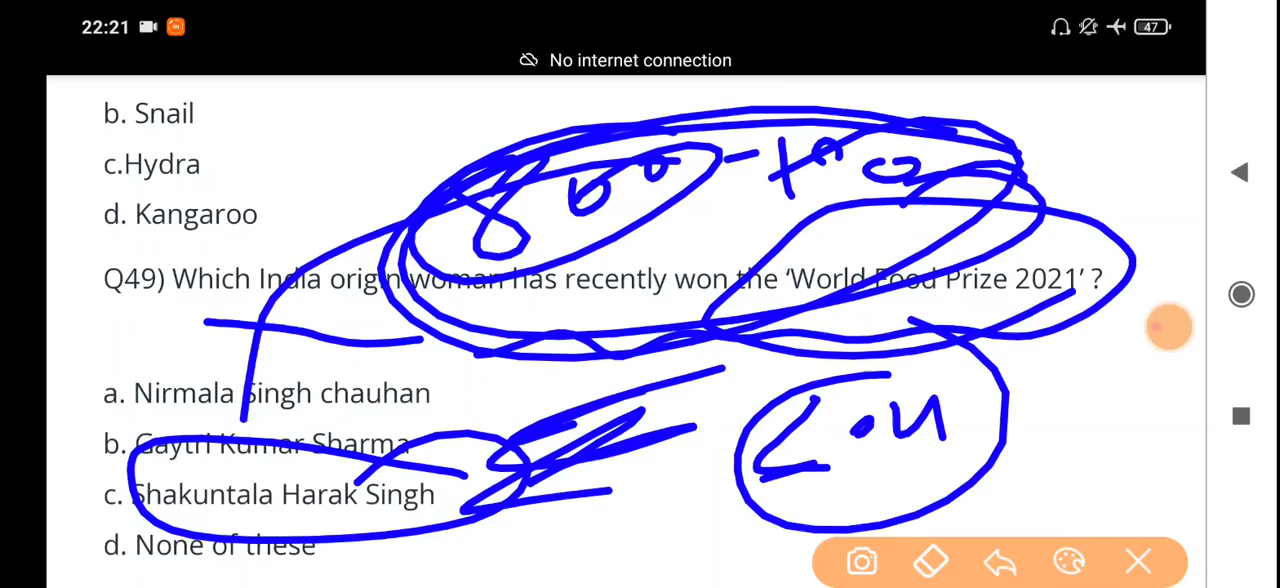 22:21 47
No internet connection
b. Snail
c.Hydra
d. Kangaroo
Q49) Which India origin woman has recently won the ‘World Food Prize 2021’ ?
a. Nirmala Singh chauhan
b. Gaytri Kumar Sharma
c. Shakuntala Harak Singh
d. None of these